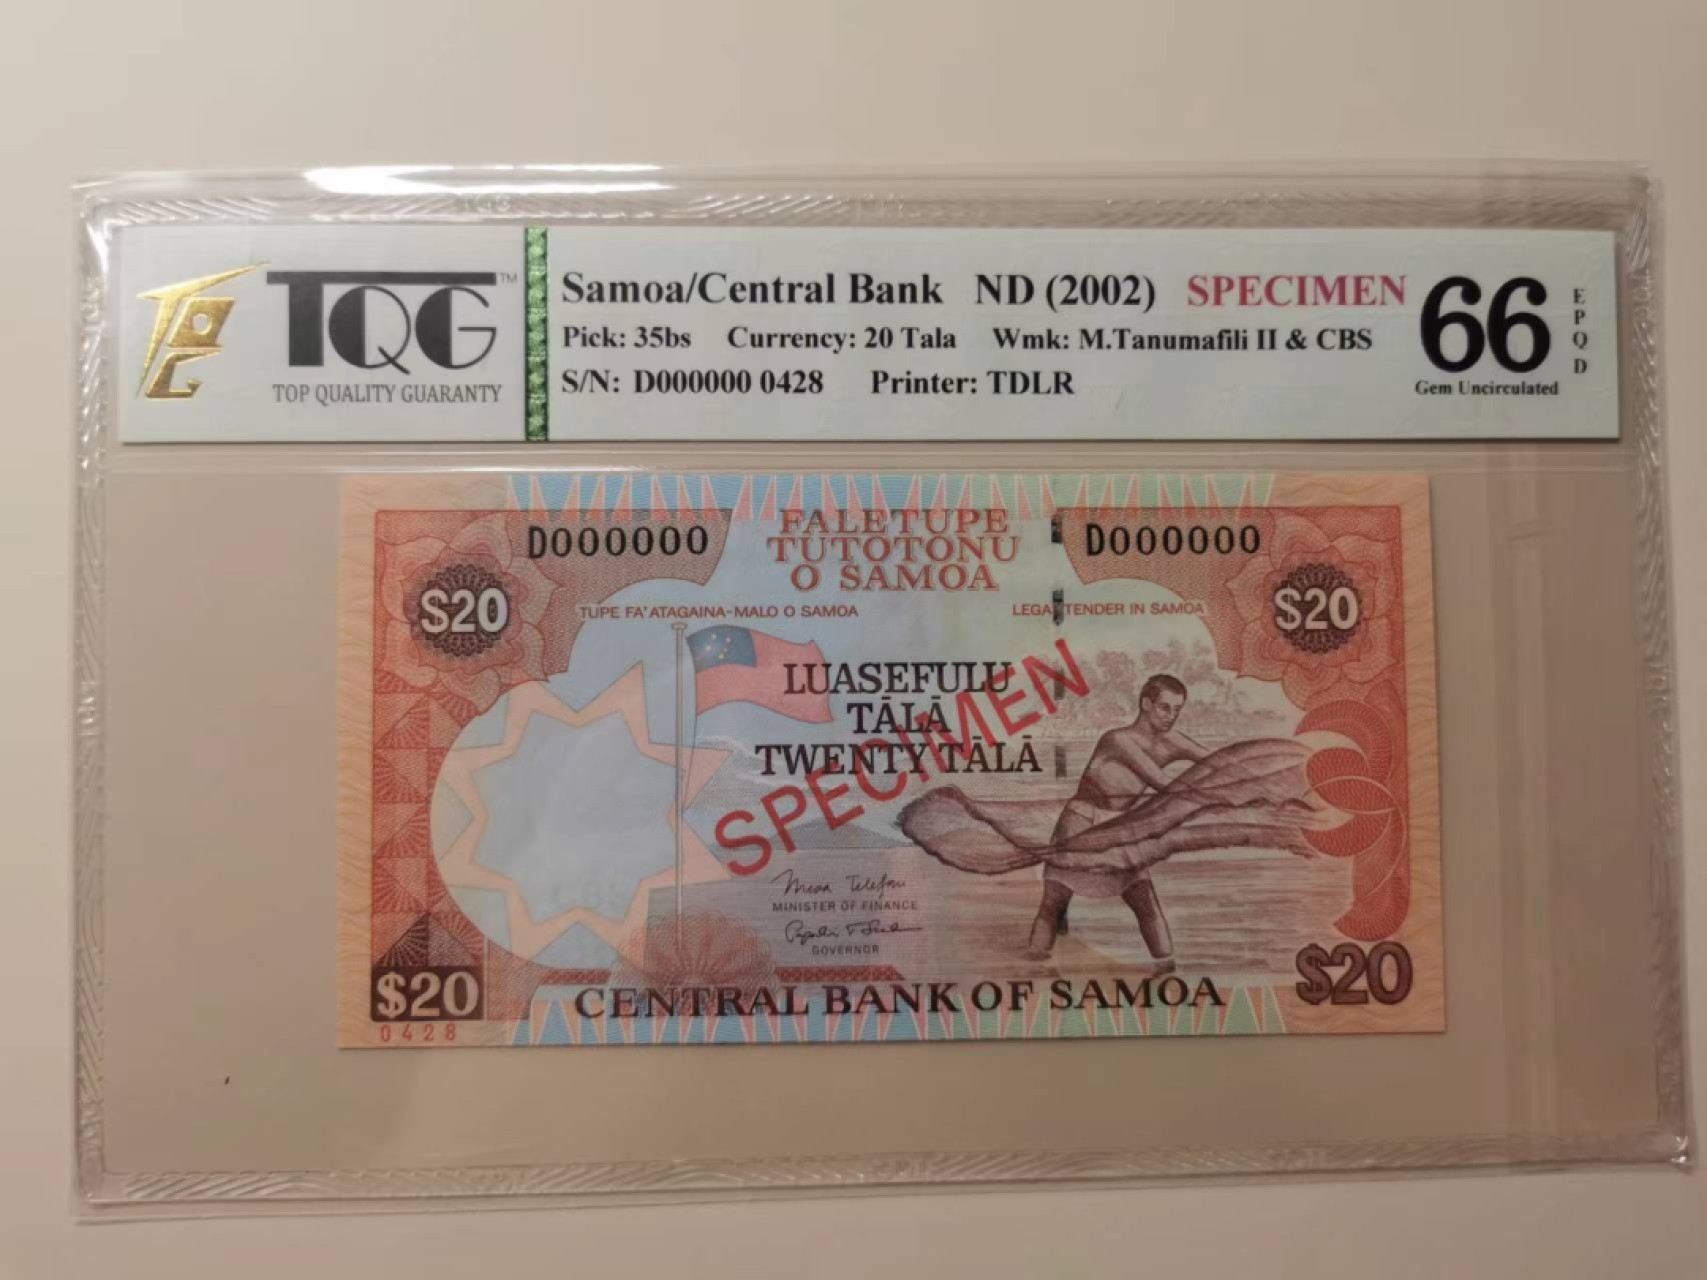 TQG™
TOP QUALITY GUARANTY
Samoa/Central Bank ND (2002) SPECIMEN
Pick: 35bs Currency: 20 Tala Wmk: M.Tanumafili II & CBS
S/N: D000000 0428 Printer: TDLR
66
Gem Uncirculated
EPQD
D000000
FALETUPE
TUTOTONU
O SAMOA
D000000
$20
TUPE FA'ATAGAINA-MALO O SAMOA
LEGAL TENDER IN SAMOA
$20
LUASEFULU
TĀLĀ
TWENTY TĀLĀ
SPECIMEN
MINISTER OF FINANCE
GOVERNOR
$20
CENTRAL BANK OF SAMOA
$20
0428